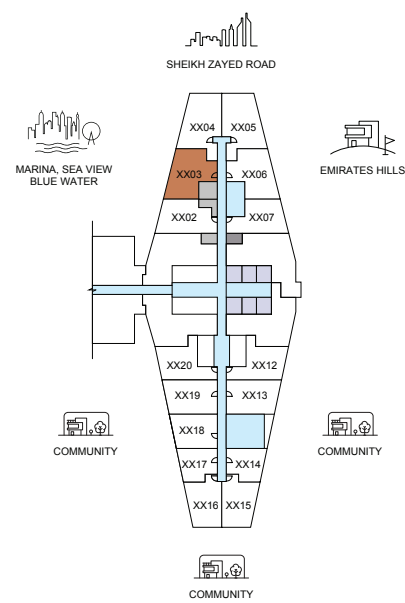 SHEIKH ZAYED ROAD
MARINA, SEA VIEW
BLUE WATER
EMIRATES HILLS
XX04 XX05
XX03 XX06
XX02 XX07
XX20 XX12
XX19 XX13
XX18
XX17 XX14
XX16 XX15
COMMUNITY
COMMUNITY
COMMUNITY